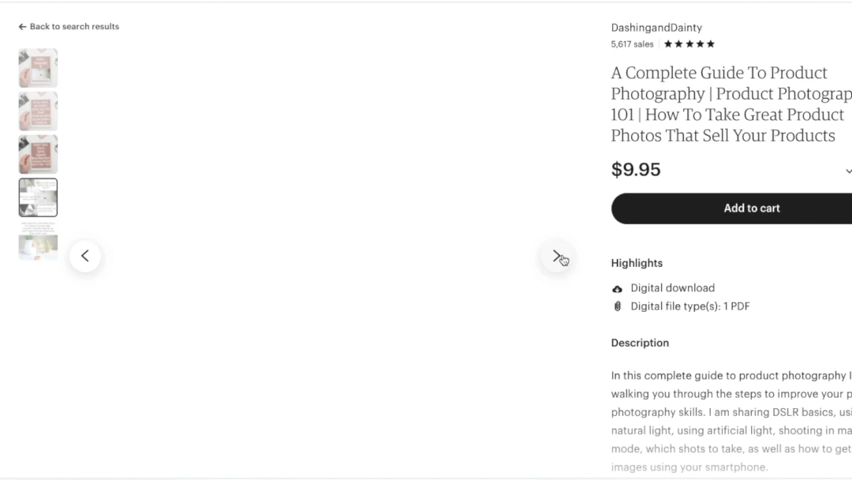 Back to search results
DashingandDainty
5,617 sales
A Complete Guide To Product
Photography | Product Photograp
101 | How To Take Great Product
Photos That Sell Your Products
$9.95
Add to cart
Highlights
Digital download
Digital file type(s): 1 PDF
Description
In this complete guide to product photography I
walking you through the steps to improve your p
photography skills. I am sharing DSLR basics, usi
natural light, using artificial light, shooting in ma
mode, which shots to take, as well as how to get
images using your smartphone.